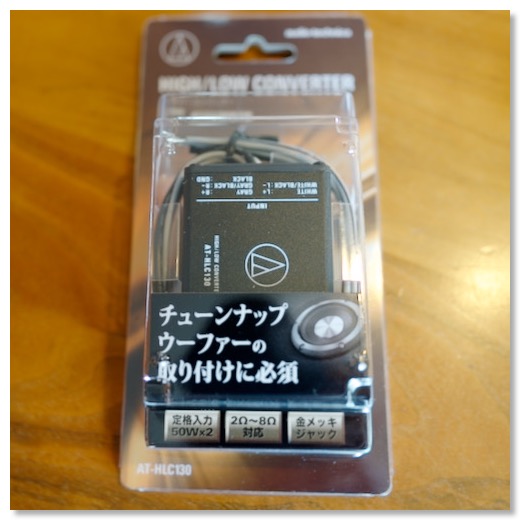 audio-technica
HIGH/LOW CONVERTER
INPUT
WHITE :L+
WHITE/BLACK :L-
GRAY :R+
GRAY/BLACK :R-
BLACK :GND
HIGH/LOW CONVERTER
AT-HLC130
チューンナップ
ウーファーの
取り付けに必須
定格入力
50W×2
2Ω〜8Ω
対応
金メッキ
ジャック
AT-HLC130